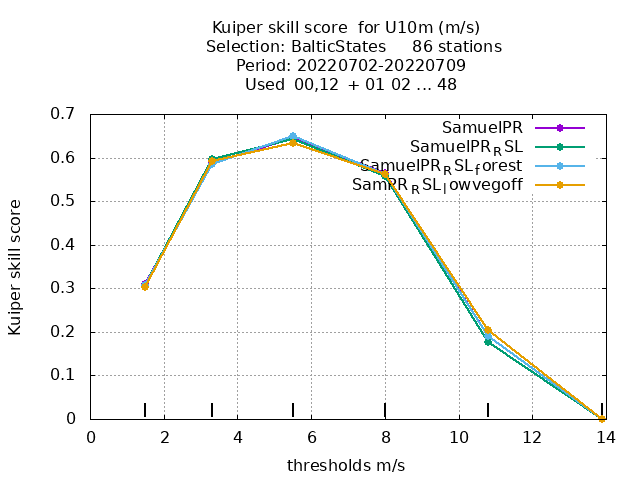 Kuiper skill score for U10m (m/s)
Selection: BalticStates 86 stations
Period: 20220702-20220709
Used 00,12 + 01 02 ... 48
0.7
0.6
0.5
0.4
0.3
0.2
0.1
0
Kuiper skill score
SamuelPR
SamuelPR_RSL
SamuelPR_RSL_forest
SamPR_RSL_lowvegoff
0 2 4 6 8 10 12 14
thresholds m/s